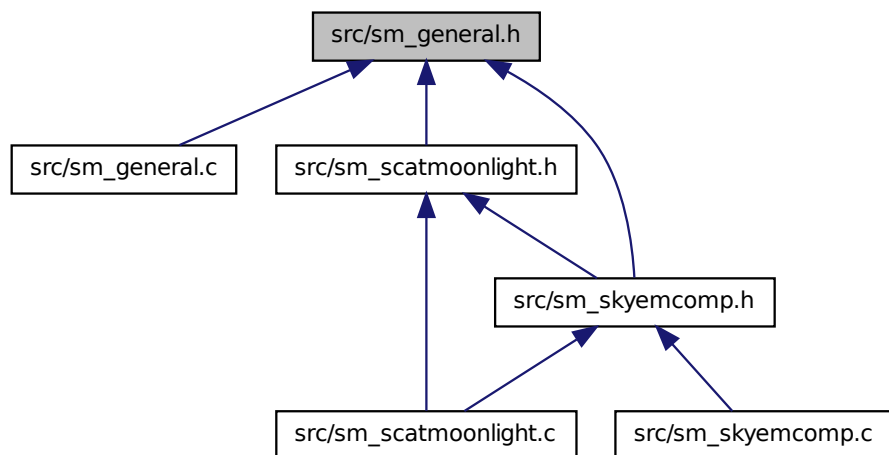 src/sm_general.h
src/sm_general.c
src/sm_scatmoonlight.h
src/sm_skyemcomp.h
src/sm_scatmoonlight.c
src/sm_skyemcomp.c